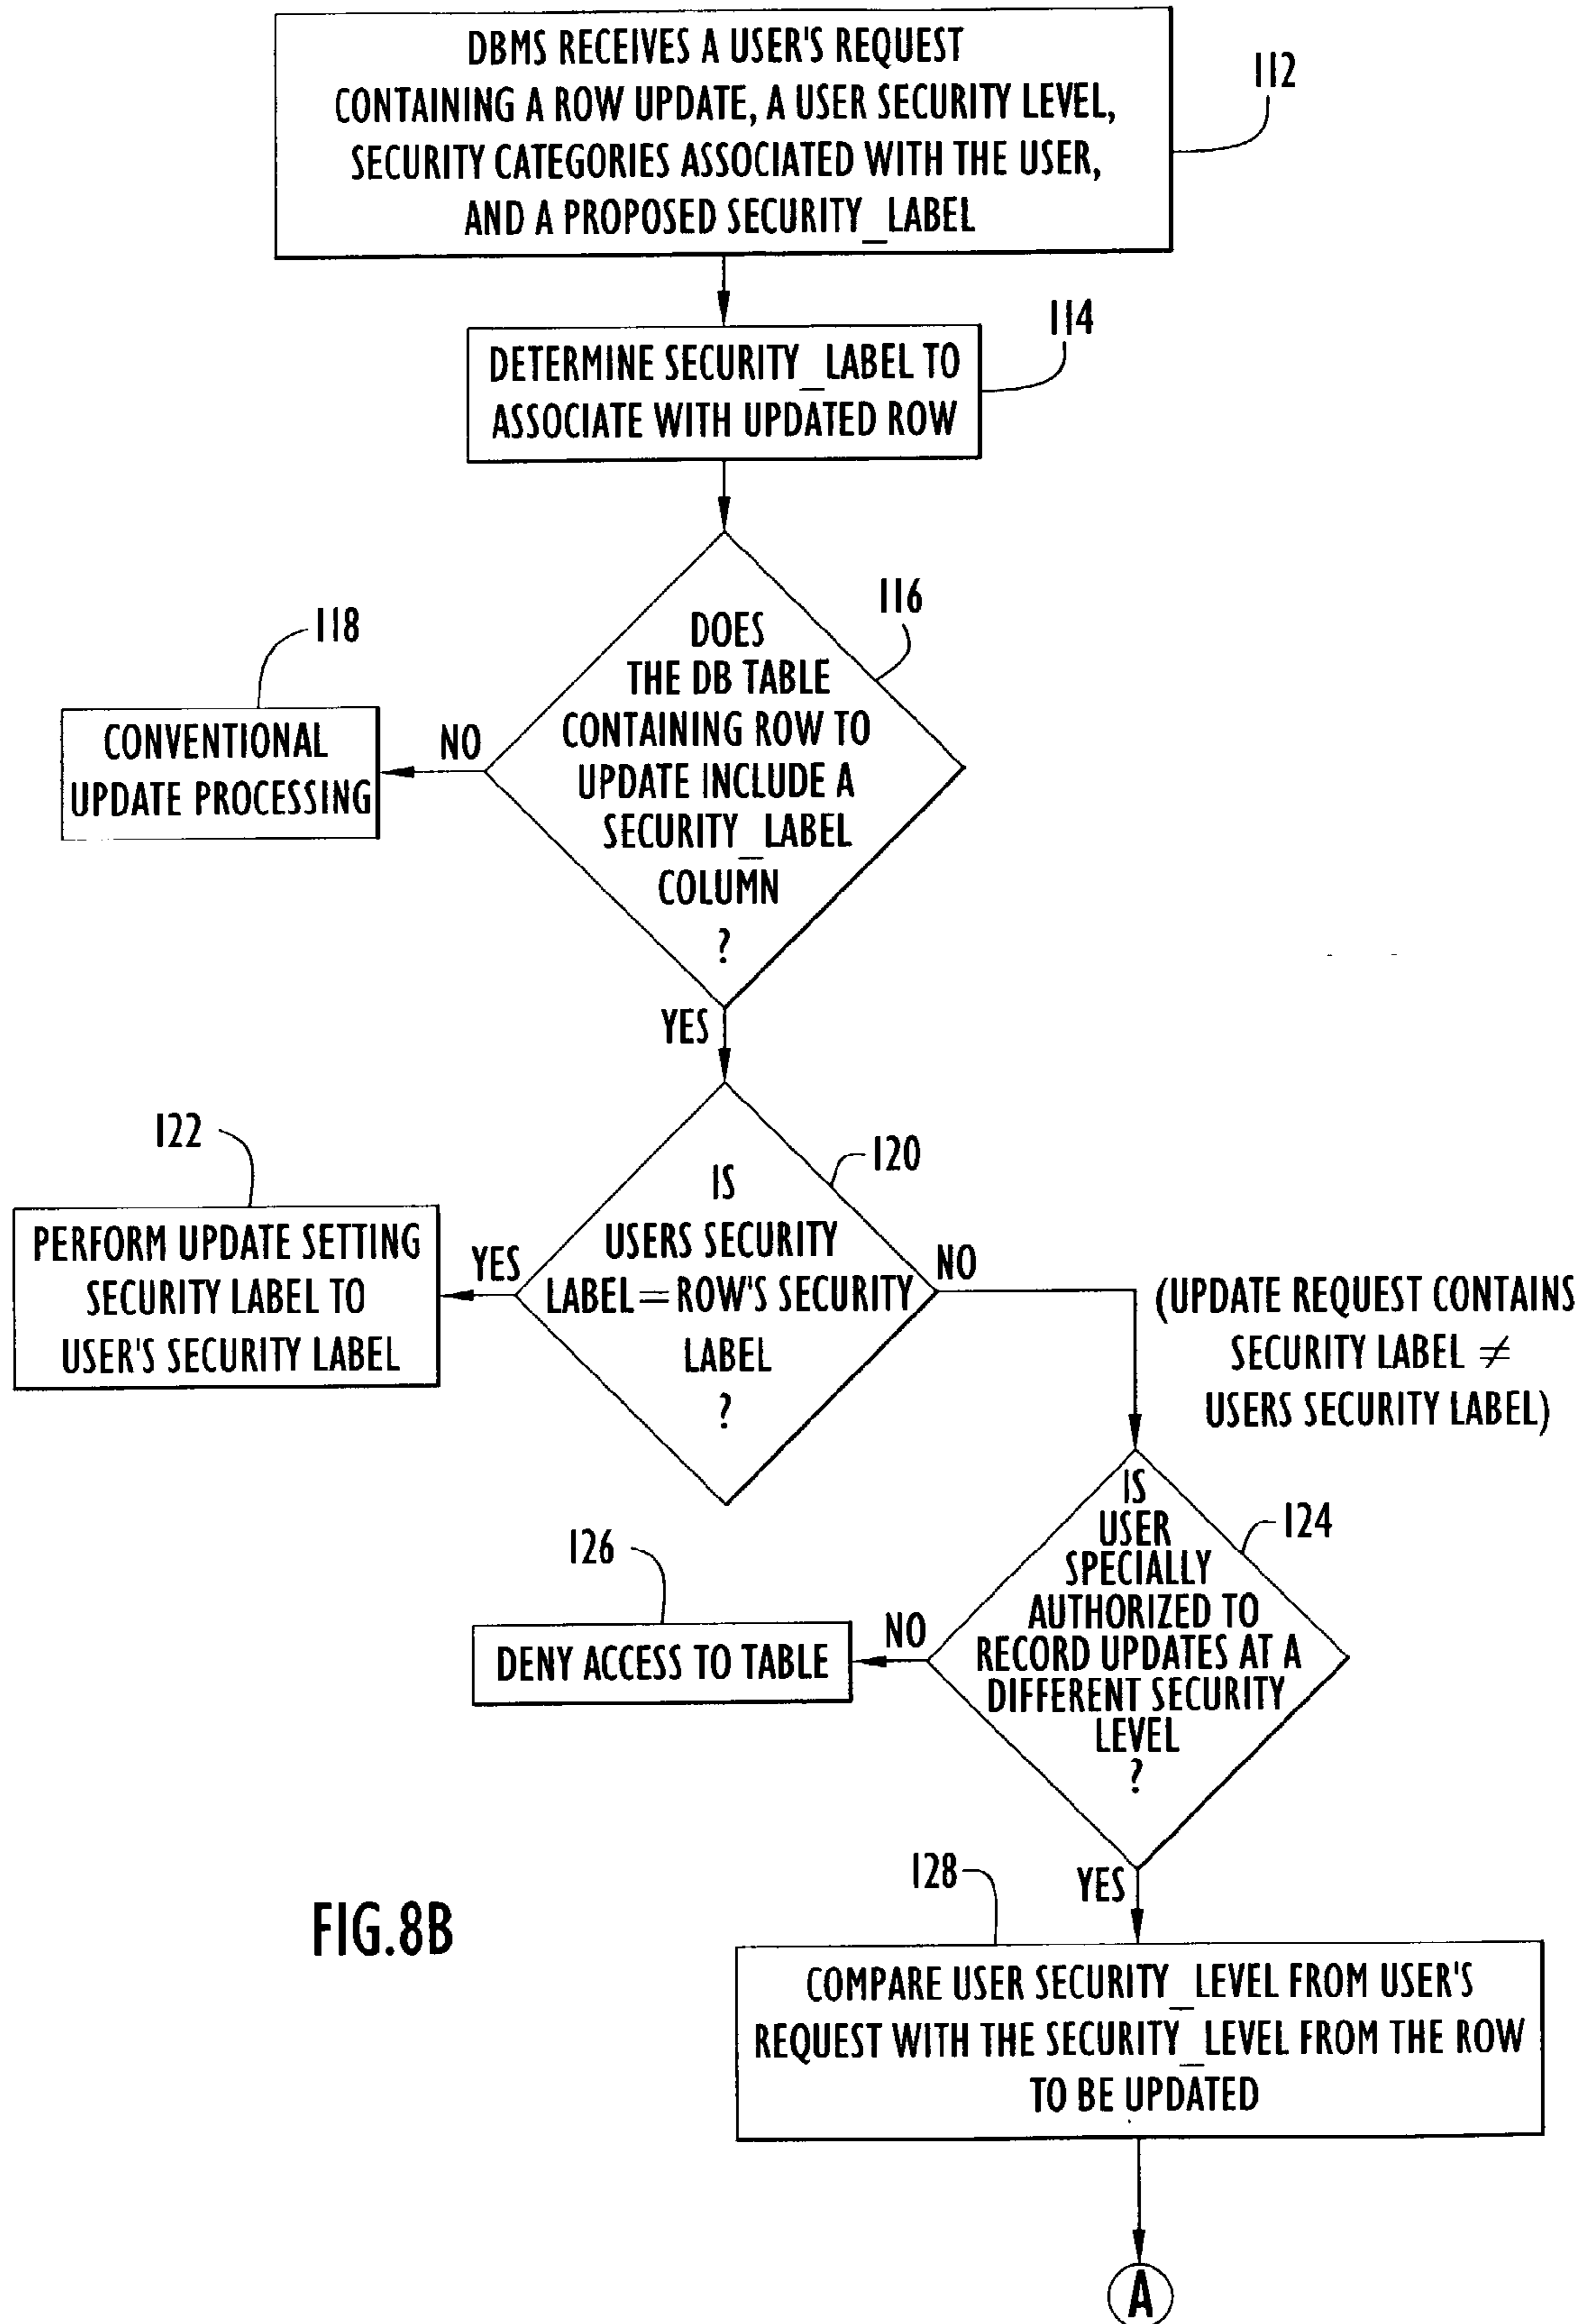 DBMS RECEIVES A USER'S REQUEST
CONTAINING A ROW UPDATE, A USER SECURITY LEVEL,
SECURITY CATEGORIES ASSOCIATED WITH THE USER,
AND A PROPOSED SECURITY_LABEL
112
DETERMINE SECURITY_LABEL TO
ASSOCIATE WITH UPDATED ROW
114
DOES
THE DB TABLE
CONTAINING ROW TO
UPDATE INCLUDE A
SECURITY_LABEL
COLUMN
?
116
NO
118
CONVENTIONAL
UPDATE PROCESSING
YES
IS
USERS SECURITY
LABEL=ROW'S SECURITY
LABEL
?
120
YES
122
PERFORM UPDATE SETTING
SECURITY LABEL TO
USER'S SECURITY LABEL
NO
(UPDATE REQUEST CONTAINS
SECURITY LABEL ≠
USERS SECURITY LABEL)
IS
USER
SPECIALLY
AUTHORIZED TO
RECORD UPDATES AT A
DIFFERENT SECURITY
LEVEL
?
124
NO
126
DENY ACCESS TO TABLE
YES
128
COMPARE USER SECURITY_LEVEL FROM USER'S
REQUEST WITH THE SECURITY_LEVEL FROM THE ROW
TO BE UPDATED
A
FIG.8B